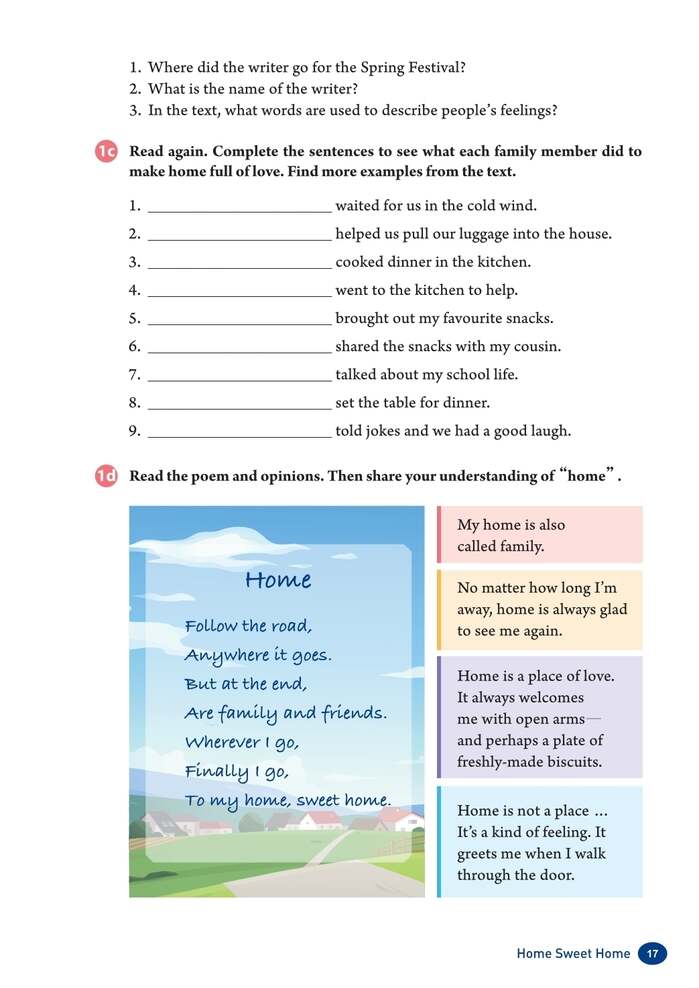 1. Where did the writer go for the Spring Festival?
2. What is the name of the writer?
3. In the text, what words are used to describe people's feelings?
1c Read again. Complete the sentences to see what each family member did to
make home full of love. Find more examples from the text.
1. ______________________ waited for us in the cold wind.
2. ______________________ helped us pull our luggage into the house.
3. ______________________ cooked dinner in the kitchen.
4. ______________________ went to the kitchen to help.
5. ______________________ brought out my favourite snacks.
6. ______________________ shared the snacks with my cousin.
7. ______________________ talked about my school life.
8. ______________________ set the table for dinner.
9. ______________________ told jokes and we had a good laugh.
1d Read the poem and opinions. Then share your understanding of “home”.
Home
Follow the road,
Anywhere it goes.
But at the end,
Are family and friends.
Wherever I go,
Finally I go,
To my home, sweet home.
My home is also
called family.
No matter how long I'm
away, home is always glad
to see me again.
Home is a place of love.
It always welcomes
me with open arms—
and perhaps a plate of
freshly-made biscuits.
Home is not a place ...
It's a kind of feeling. It
greets me when I walk
through the door.
Home Sweet Home 17